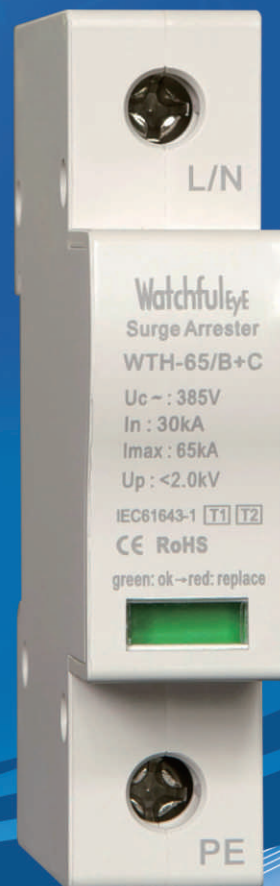 L/N
WatchfulEyE
Surge Arrester
WTH-65/B+C
Uc ~ : 385V
In : 30kA
Imax : 65kA
Up : <2.0kV
IEC61643-1 T1 T2
CE RoHS
green: ok→red: replace
PE